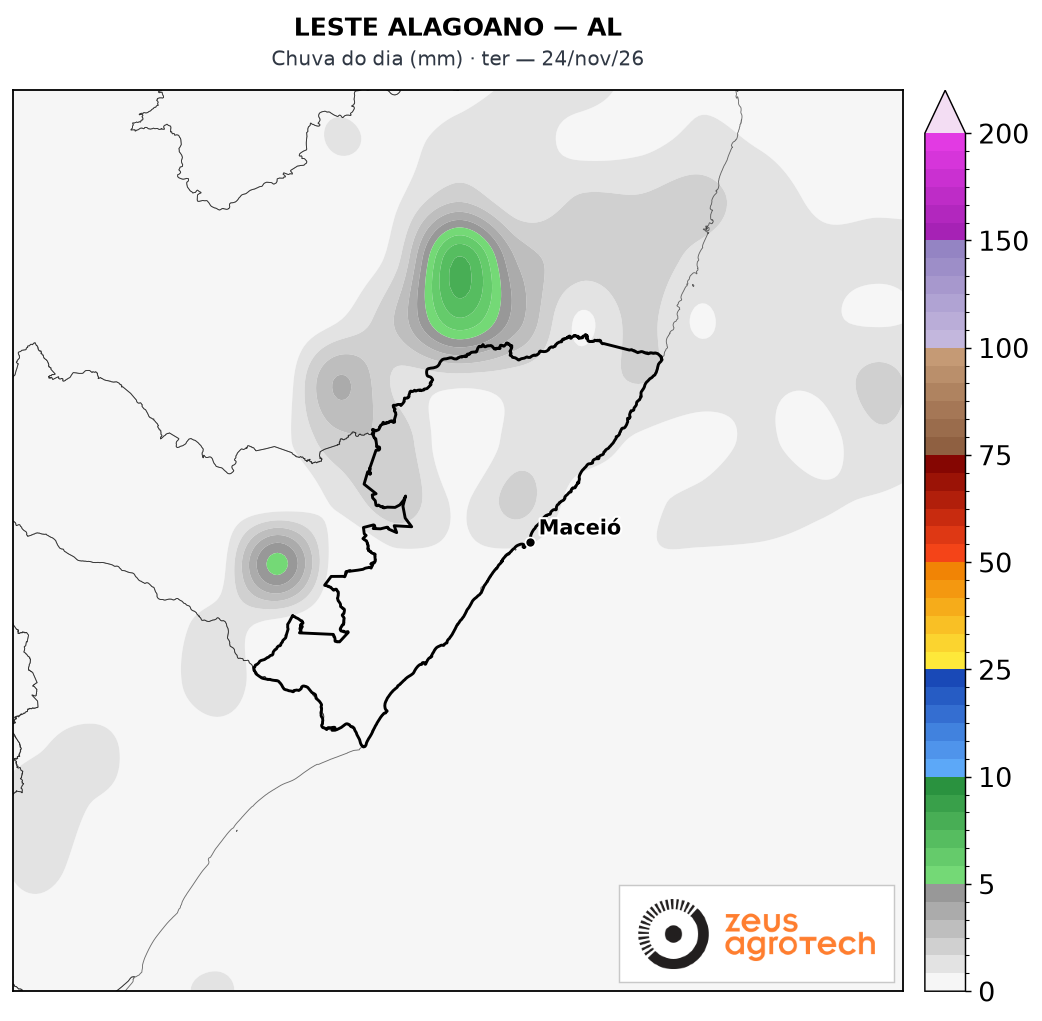 LESTE ALAGOANO — AL
Chuva do dia (mm) · ter — 24/nov/26
200
150
100
75
50
25
10
5
0
Maceió
zeus
agrotech